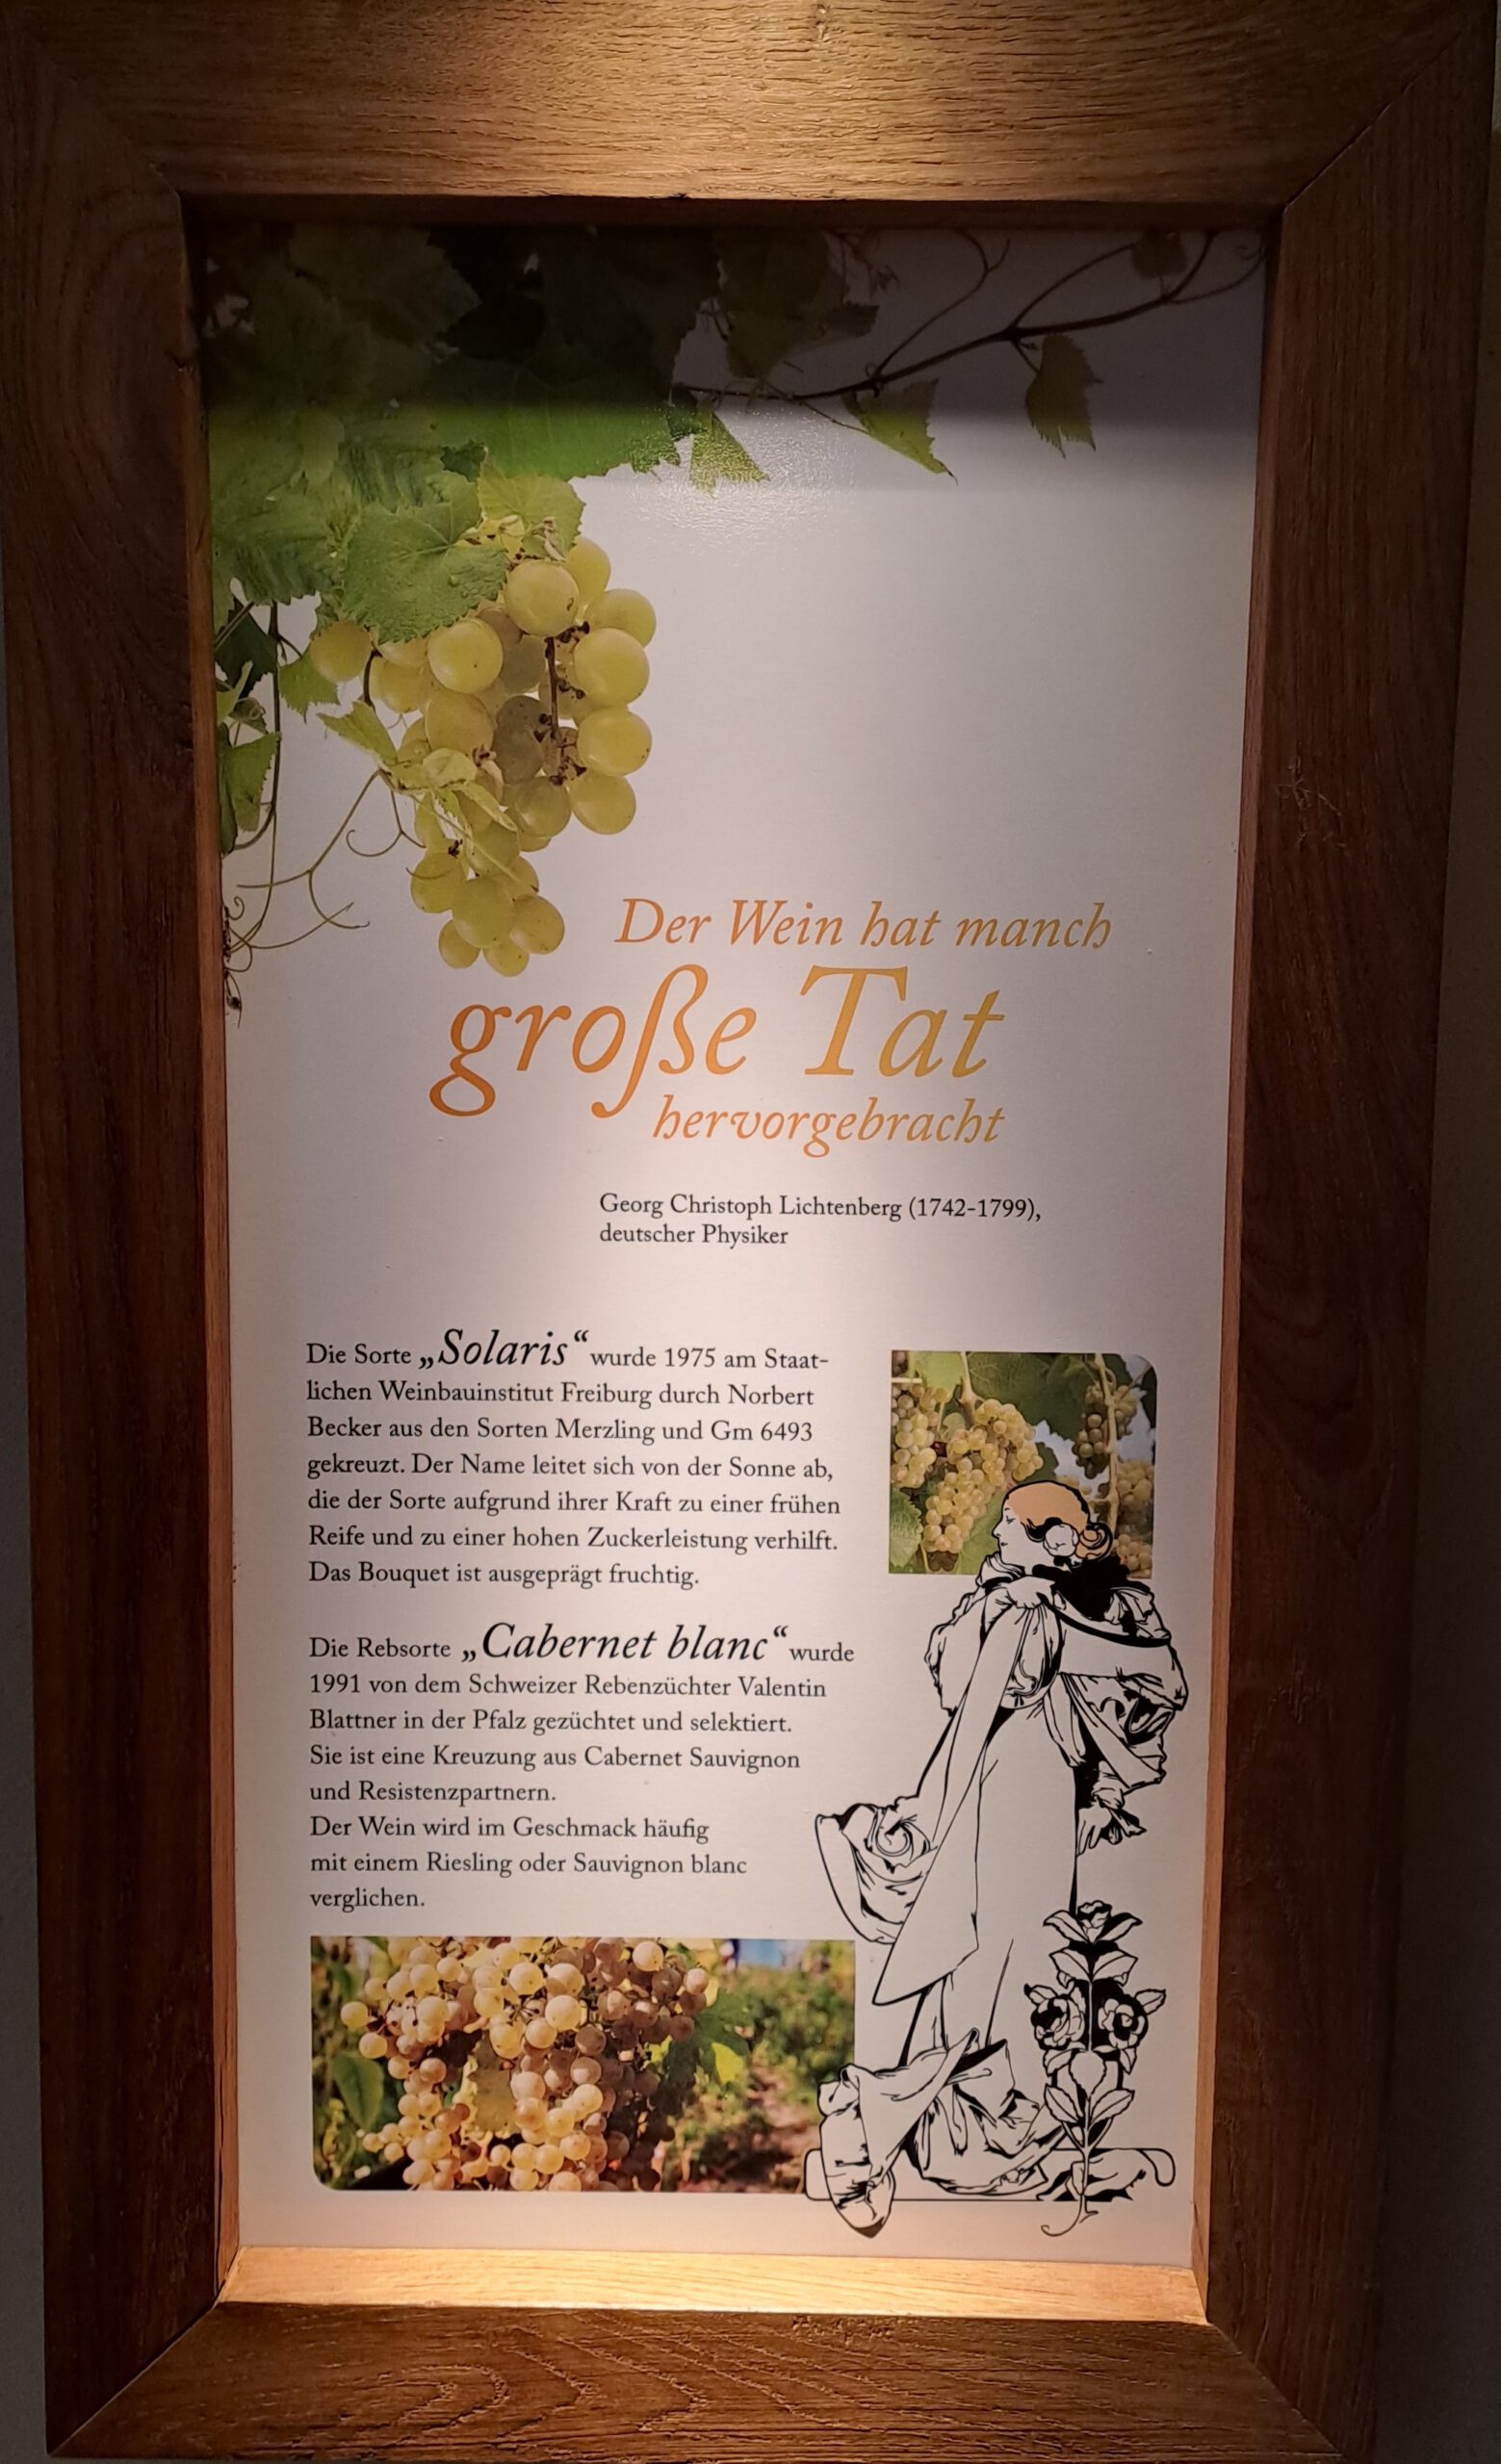 Der Wein hat manch
große Tat
hervorgebracht
Georg Christoph Lichtenberg (1742-1799),
deutscher Physiker
Die Sorte „Solaris“ wurde 1975 am Staat-
lichen Weinbauinstitut Freiburg durch Norbert
Becker aus den Sorten Merzling und Gm 6493
gekreuzt. Der Name leitet sich von der Sonne ab,
die der Sorte aufgrund ihrer Kraft zu einer frühen
Reife und zu einer hohen Zuckerleistung verhilft.
Das Bouquet ist ausgeprägt fruchtig.
Die Rebsorte „Cabernet blanc“ wurde
1991 von dem Schweizer Rebenzüchter Valentin
Blattner in der Pfalz gezüchtet und selektiert.
Sie ist eine Kreuzung aus Cabernet Sauvignon
und Resistenzpartnern.
Der Wein wird im Geschmack häufig
mit einem Riesling oder Sauvignon blanc
verglichen.